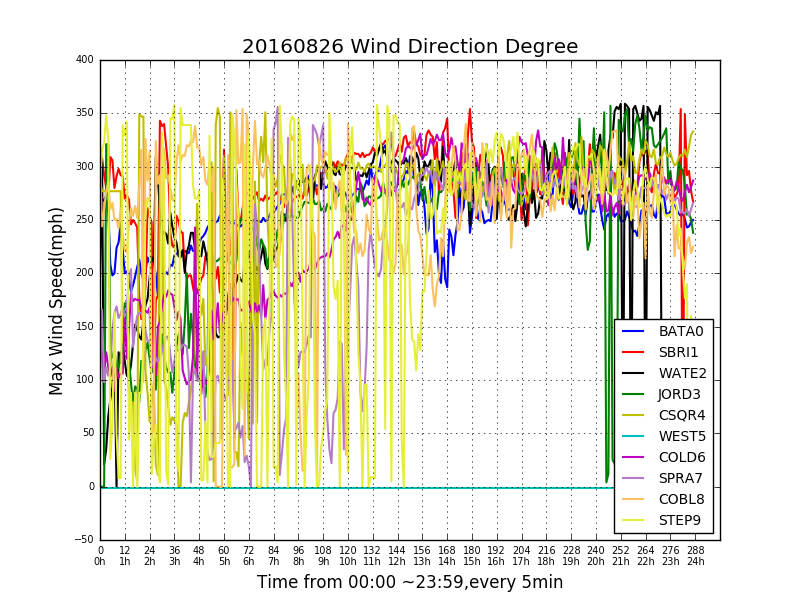 20160826 Wind Direction Degree
Max Wind Speed(mph)
400
350
300
250
200
150
100
50
0
−50
BATA0
SBRI1
WATE2
JORD3
CSQR4
WEST5
COLD6
SPRA7
COBL8
STEP9
0 12 24 36 48 60 72 84 96 108 120 132 144 156 168 180 192 204 216 228 240 252 264 276 288
0h 1h 2h 3h 4h 5h 6h 7h 8h 9h 10h 11h 12h 13h 14h 15h 16h 17h 18h 19h 20h 21h 22h 23h 24h
Time from 00:00 ~23:59,every 5min